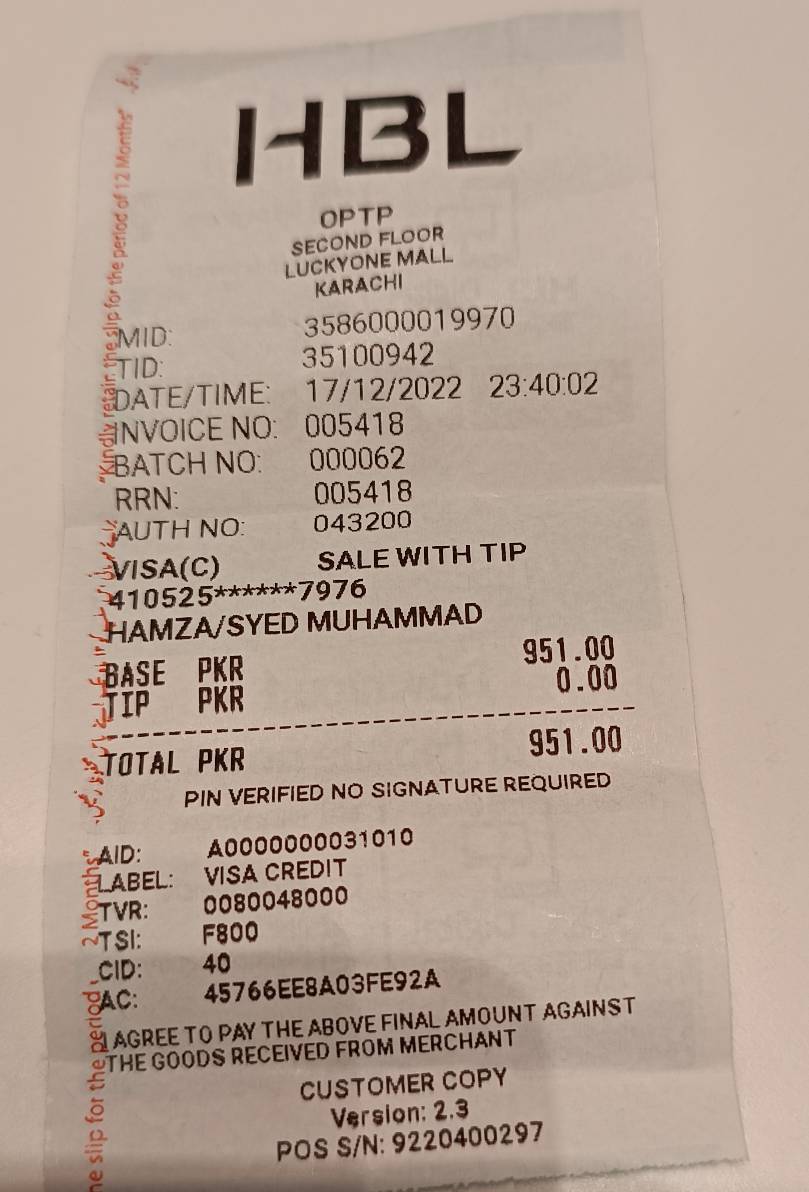 HBL
OPTP
SECOND FLOOR
LUCKYONE MALL
KARACHI
MID: 3586000019970
TID: 35100942
DATE/TIME: 17/12/2022 23:40:02
INVOICE NO: 005418
BATCH NO: 000062
RRN: 005418
AUTH NO: 043200
VISA(C) SALE WITH TIP
410525******7976
HAMZA/SYED MUHAMMAD
BASE PKR 951.00
TIP PKR 0.00
TOTAL PKR 951.00
PIN VERIFIED NO SIGNATURE REQUIRED
AID: A0000000031010
LABEL: VISA CREDIT
TVR: 0080048000
TSI: F800
CID: 40
AC: 45766EE8A03FE92A
I AGREE TO PAY THE ABOVE FINAL AMOUNT AGAINST
THE GOODS RECEIVED FROM MERCHANT
CUSTOMER COPY
Version: 2.3
POS S/N: 9220400297
"Kindly retain the slip for the period of 12 Months"
slip for the period 2 Months"